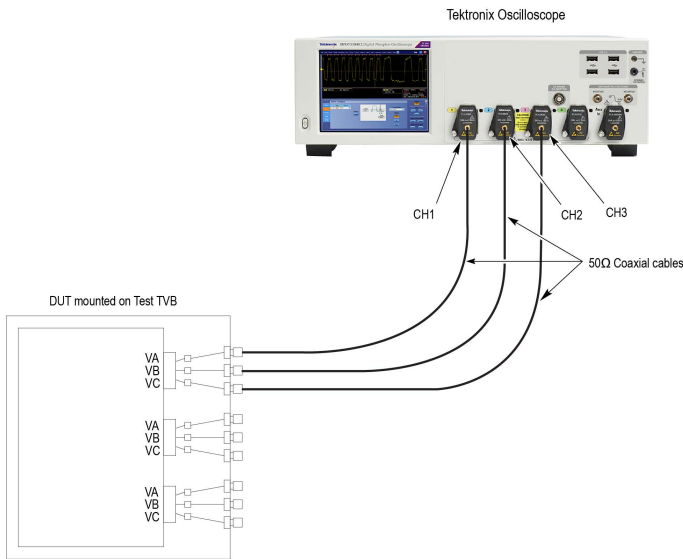 Tektronix Oscilloscope
Tektronix
CH1
CH2
CH3
50Ω Coaxial cables
DUT mounted on Test TVB
VA
VB
VC
VA
VB
VC
VA
VB
VC